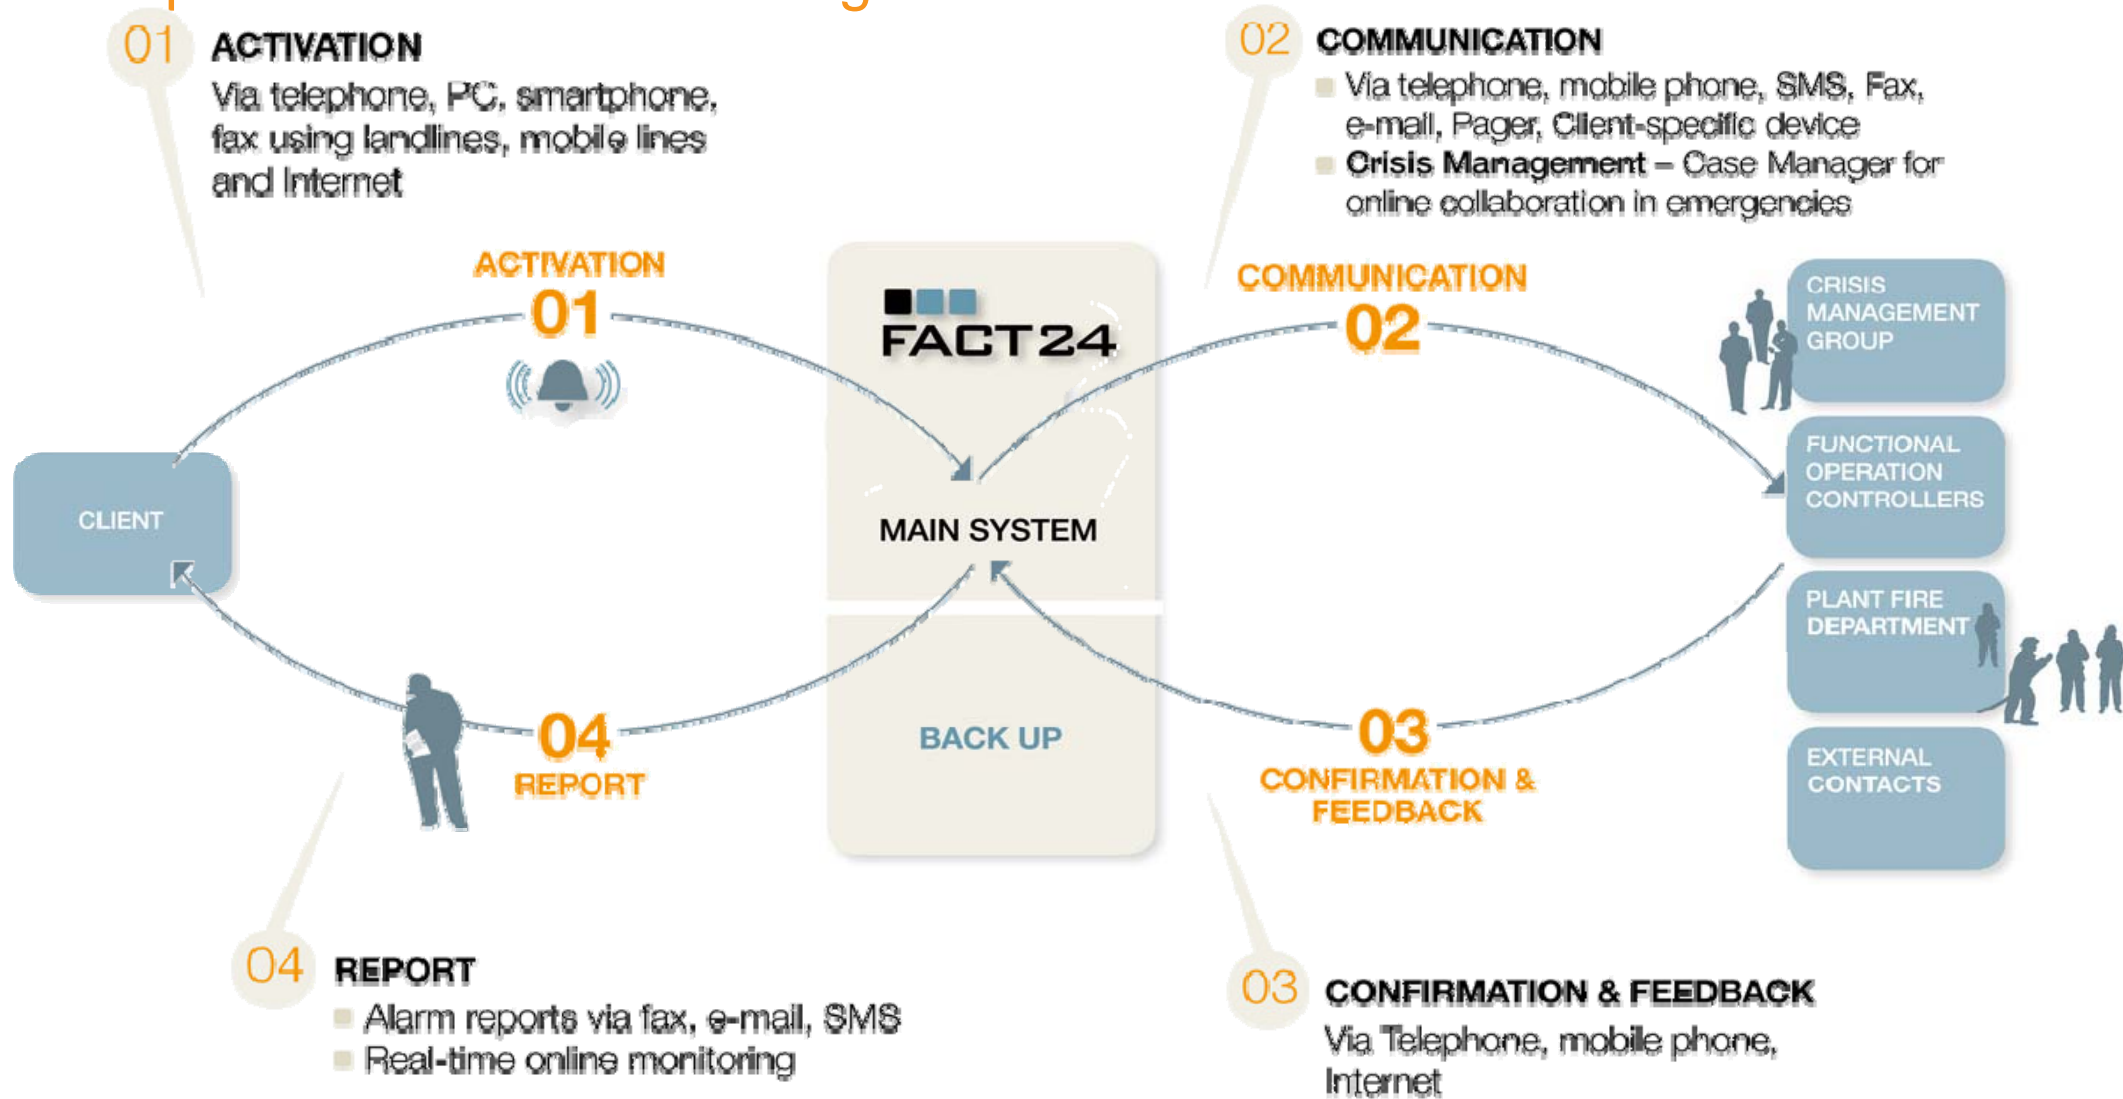 01 ACTIVATION
Via telephone, PC, smartphone,
fax using landlines, mobile lines
and Internet
02 COMMUNICATION
Via telephone, mobile phone, SMS, Fax,
e-mail, Pager, Client-specific device
Crisis Management – Case Manager for
online collaboration in emergencies
ACTIVATION
01
FACT24
COMMUNICATION
02
CRISIS
MANAGEMENT
GROUP
FUNCTIONAL
OPERATION
CONTROLLERS
CLIENT
MAIN SYSTEM
PLANT FIRE
DEPARTMENT
04
REPORT
BACK UP
03
CONFIRMATION &
FEEDBACK
EXTERNAL
CONTACTS
04 REPORT
Alarm reports via fax, e-mail, SMS
Real-time online monitoring
03 CONFIRMATION & FEEDBACK
Via Telephone, mobile phone,
Internet